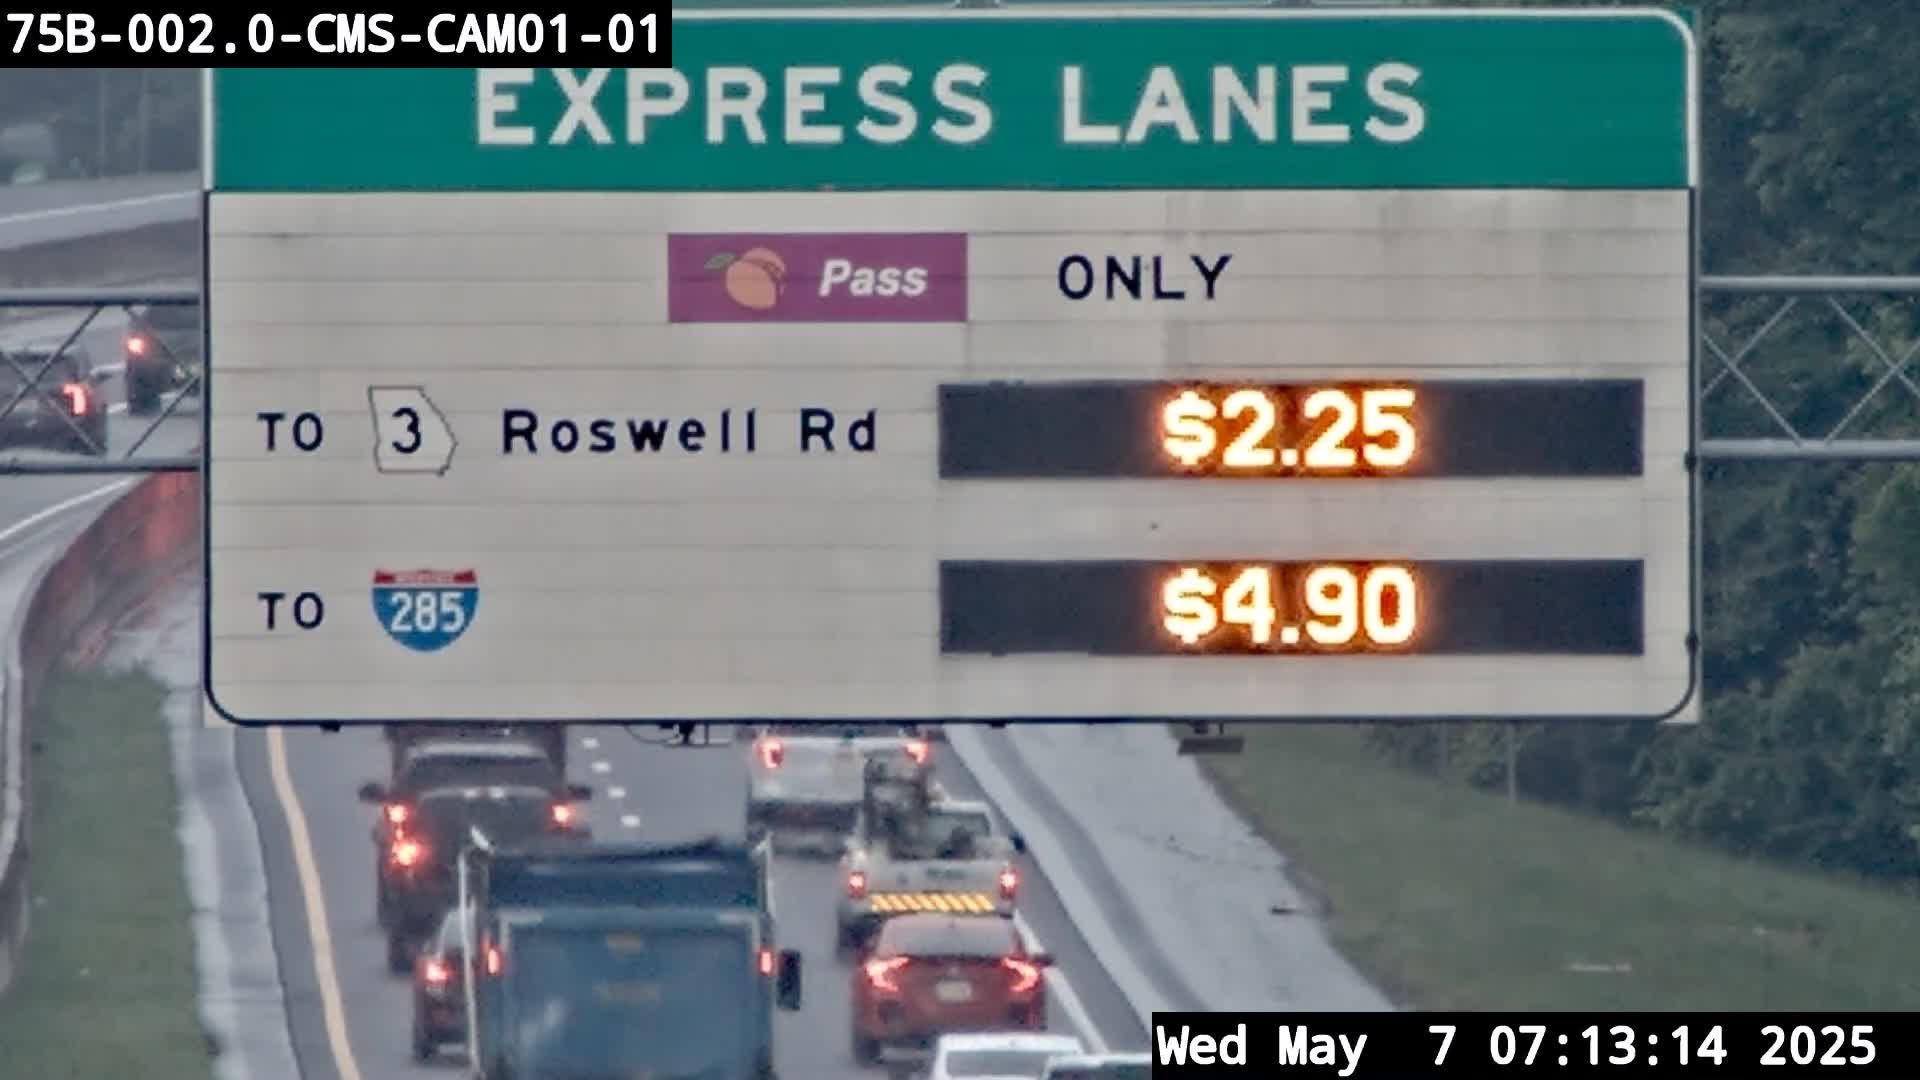 75B-002.0-CMS-CAM01-01
EXPRESS LANES
Pass ONLY
TO 3 Roswell Rd $2.25
TO 285 $4.90
Wed May 7 07:13:14 2025